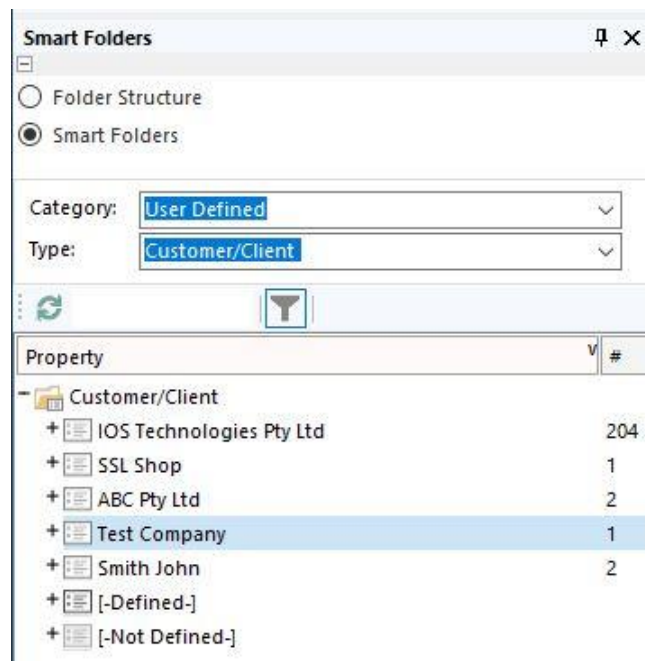 Smart Folders
Folder Structure
Smart Folders
Category: User Defined
Type: Customer/Client
Property #
Customer/Client
IOS Technologies Pty Ltd 204
SSL Shop 1
ABC Pty Ltd 2
Test Company 1
Smith John 2
[-Defined-]
[-Not Defined-]